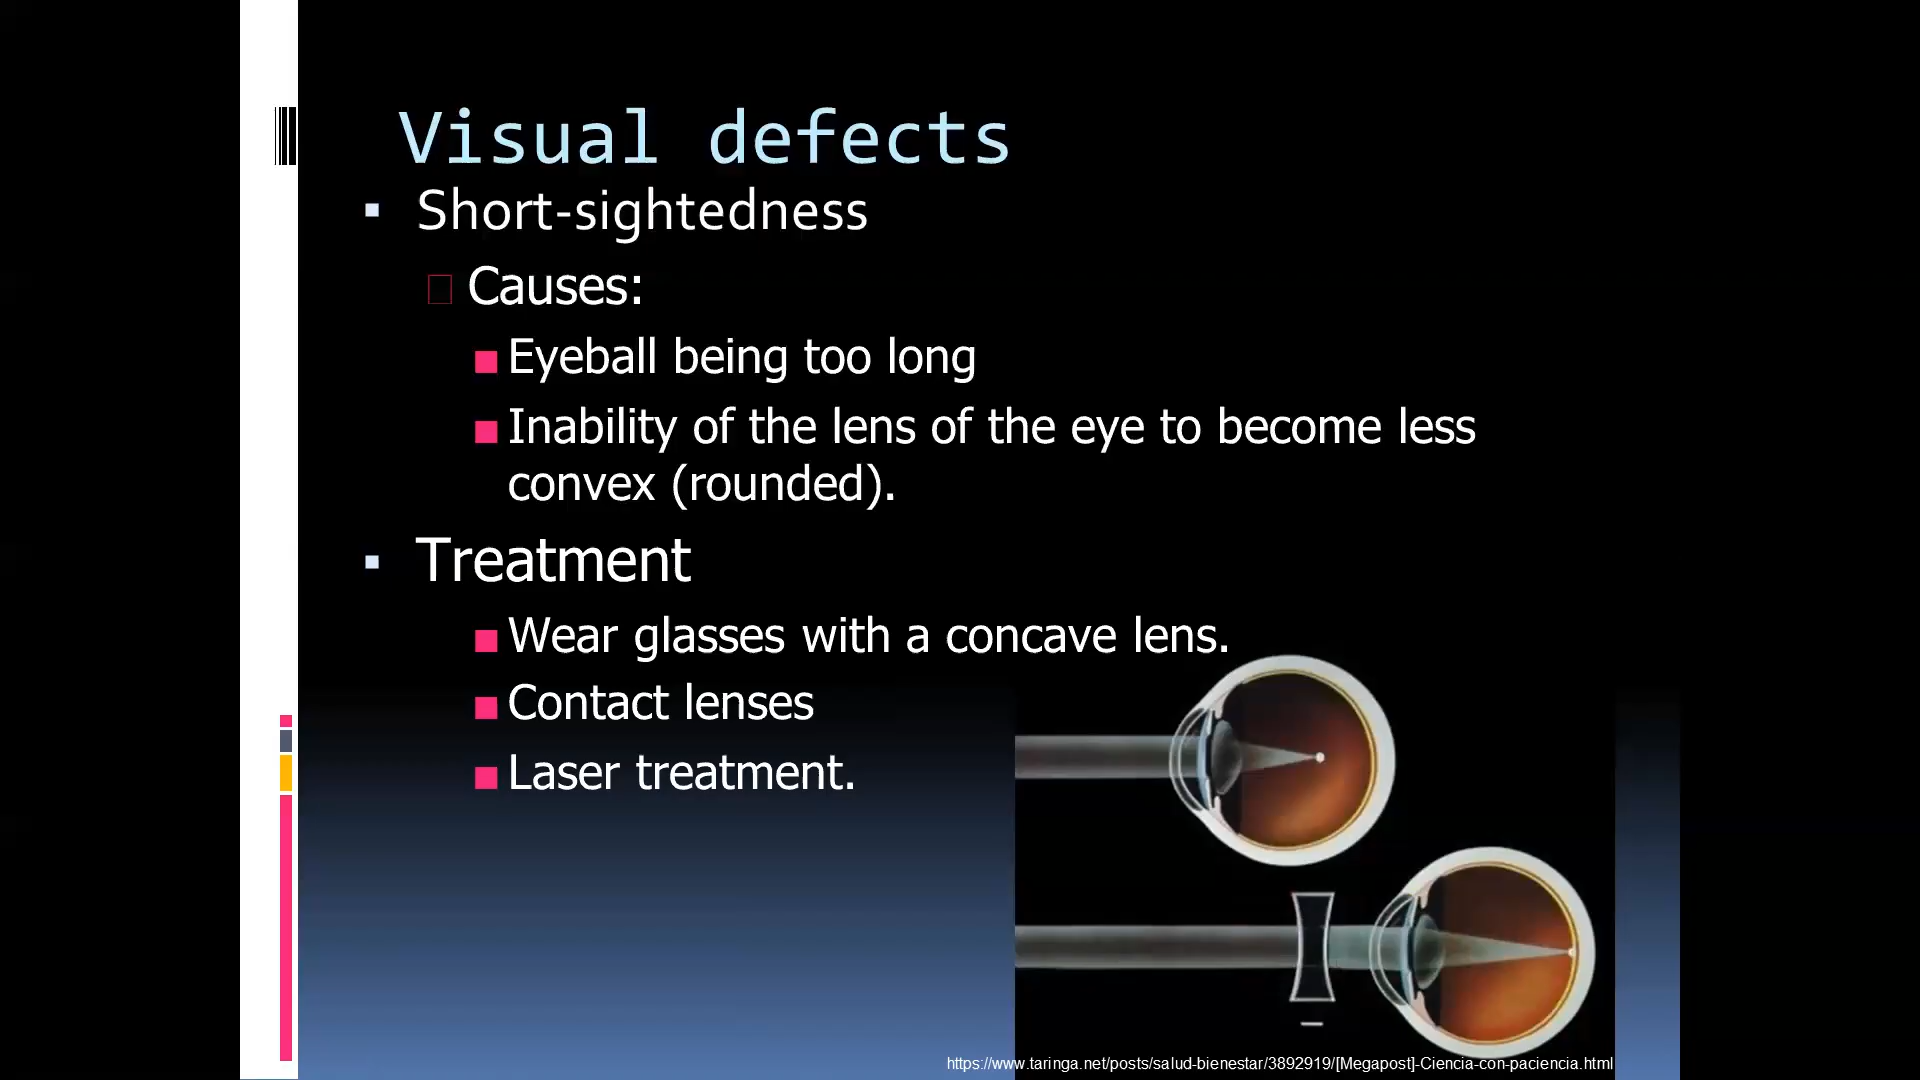 Visual defects
Short-sightedness
Causes:
Eyeball being too long
Inability of the lens of the eye to become less
convex (rounded).
Treatment
Wear glasses with a concave lens.
Contact lenses
Laser treatment.
https://www.taringa.net/posts/salud-bienestar/3892919/[Megapost]-Ciencia-con-paciencia.html